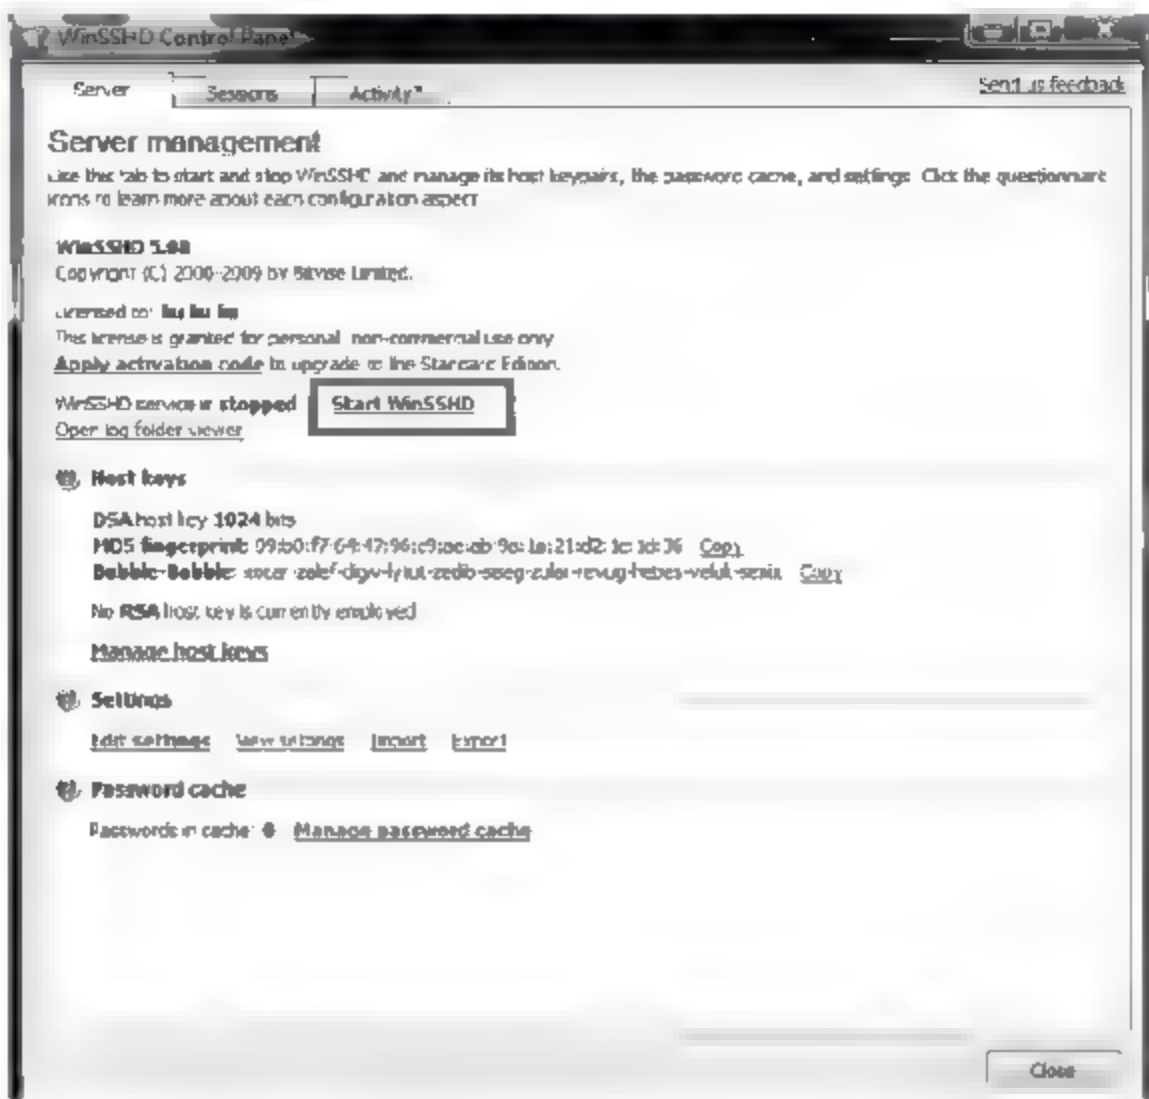 WinSSHD Control Panel
Server Sessions Activity* Send us feedback
Server management
Use this tab to start and stop WinSSHD and manage its host keypairs, the password cache, and settings. Click the questionmark
icons to learn more about each configuration aspect.
WinSSHD 5.08
Copyright (C) 2000-2009 by Bitvise Limited.
Licensed to:
This license is granted for personal, non-commercial use only.
Apply activation code to upgrade to the Standard Edition.
WinSSHD service is stopped Start WinSSHD
Open log folder viewer
Host keys
DSA host key 1024 bits
MD5 fingerprint: Copy
Bubble-Babble: Copy
No RSA host key is currently employed
Manage host keys
Settings
Edit settings View settings Import Export
Password cache
Passwords in cache: 0 Manage password cache
Close